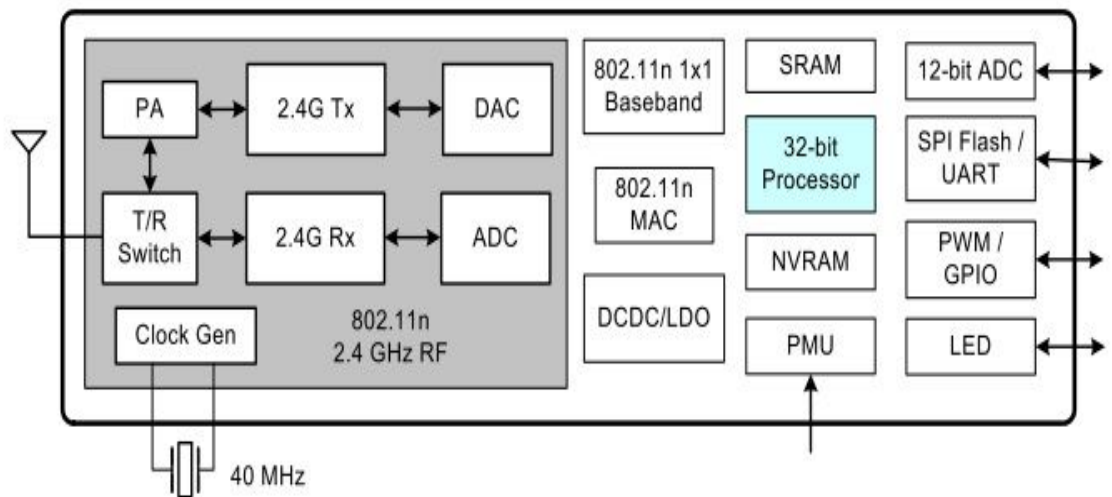 PA
2.4G Tx
DAC
T/R
Switch
2.4G Rx
ADC
Clock Gen
802.11n
2.4 GHz RF
40 MHz
802.11n 1x1
Baseband
802.11n
MAC
DCDC/LDO
SRAM
32-bit
Processor
NVRAM
PMU
12-bit ADC
SPI Flash /
UART
PWM /
GPIO
LED